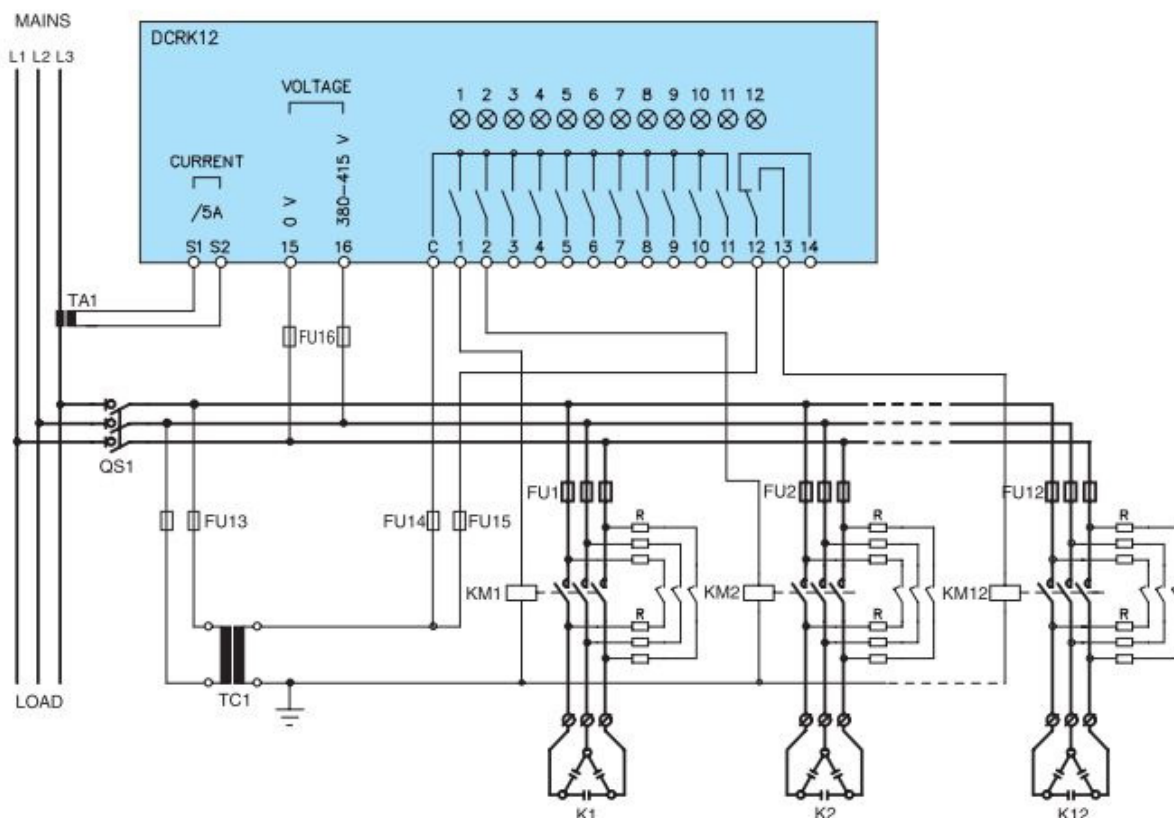 MAINS
L1 L2 L3
DCRK12
VOLTAGE
CURRENT
/5A
0 V
380-415 V
1 2 3 4 5 6 7 8 9 10 11 12
S1 S2 15 16 C 1 2 3 4 5 6 7 8 9 10 11 12 13 14
TA1
FU16
QS1
FU1 FU2 FU12
FU13 FU14 FU15
R R R
KM1 KM2 KM12
R R R
LOAD
TC1
K1 K2 K12